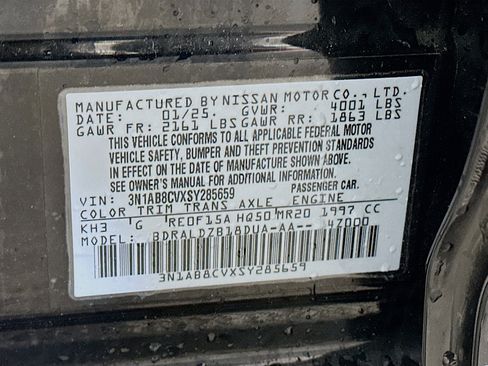 MANUFACTURED BY NISSAN MOTOR CO., LTD.
DATE: 01/25. GVWR: 4001 LBS
GAWR FR: 2161 LBS GAWR RR: 1863 LBS
THIS VEHICLE CONFORMS TO ALL APPLICABLE FEDERAL MOTOR
VEHICLE SAFETY, BUMPER AND THEFT PREVENTION STANDARDS
IN EFFECT ON THE DATE OF MANUFACTURE SHOWN ABOVE.
SEE OWNER'S MANUAL FOR ADDITIONAL INFORMATION.
VIN: 3N1AB8CVXSY285659 PASSENGER CAR.
COLOR TRIM TRANS AXLE ENGINE
KH3 G RE0F15A HQ50 MR20 1997 CC
MODEL: BDRALDZB18DUA-AA-- 47000
3N1AB8CVXSY285659